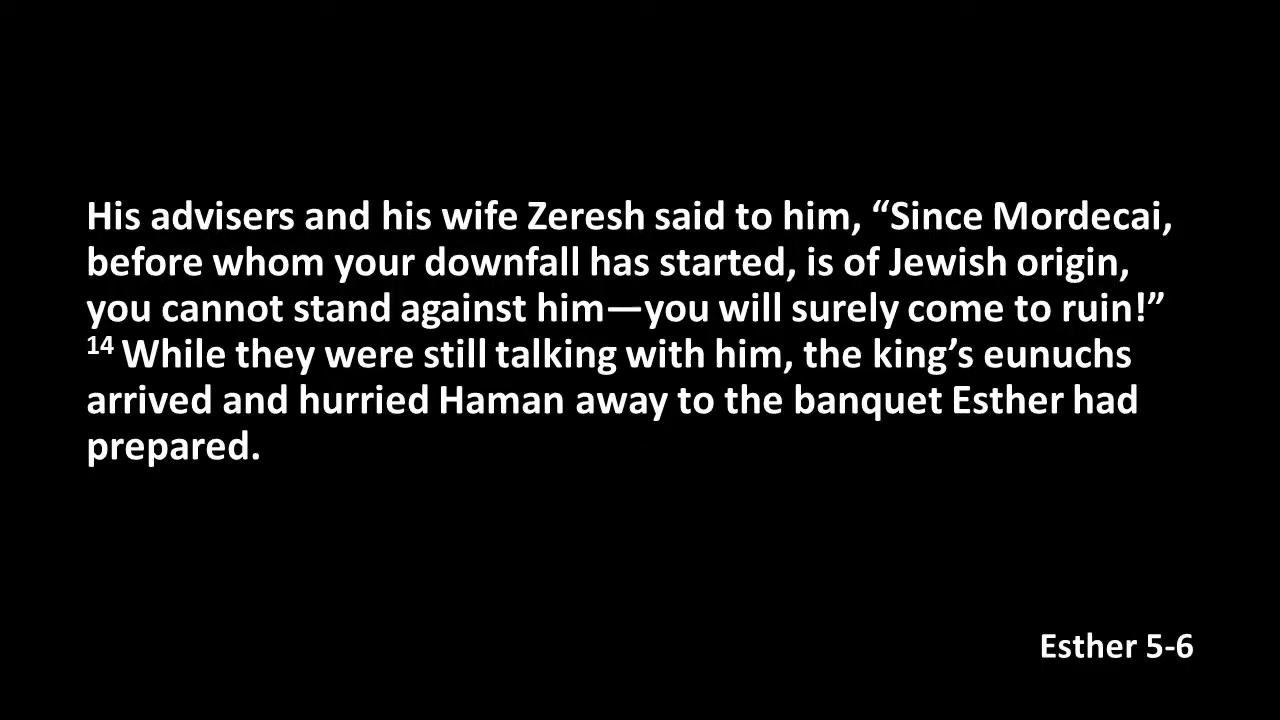 His advisers and his wife Zeresh said to him, “Since Mordecai,
before whom your downfall has started, is of Jewish origin,
you cannot stand against him—you will surely come to ruin!”
14 While they were still talking with him, the king’s eunuchs
arrived and hurried Haman away to the banquet Esther had
prepared.
Esther 5-6